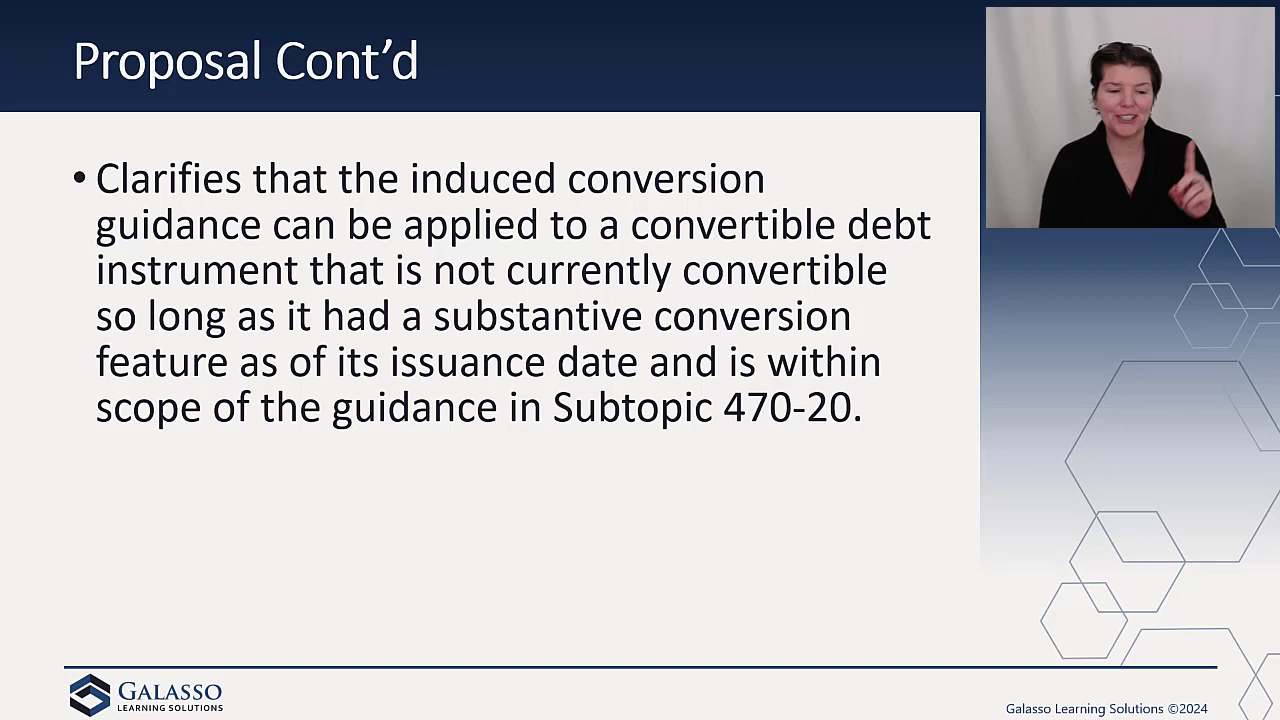 Proposal Cont’d
• Clarifies that the induced conversion
guidance can be applied to a convertible debt
instrument that is not currently convertible
so long as it had a substantive conversion
feature as of its issuance date and is within
scope of the guidance in Subtopic 470-20.
GALASSO
LEARNING SOLUTIONS
Galasso Learning Solutions ©2024